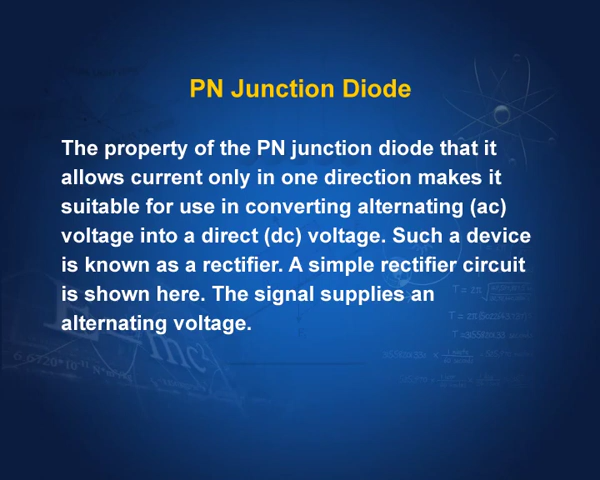 PN Junction Diode
The property of the PN junction diode that it
allows current only in one direction makes it
suitable for use in converting alternating (ac)
voltage into a direct (dc) voltage. Such a device
is known as a rectifier. A simple rectifier circuit
is shown here. The signal supplies an
alternating voltage.